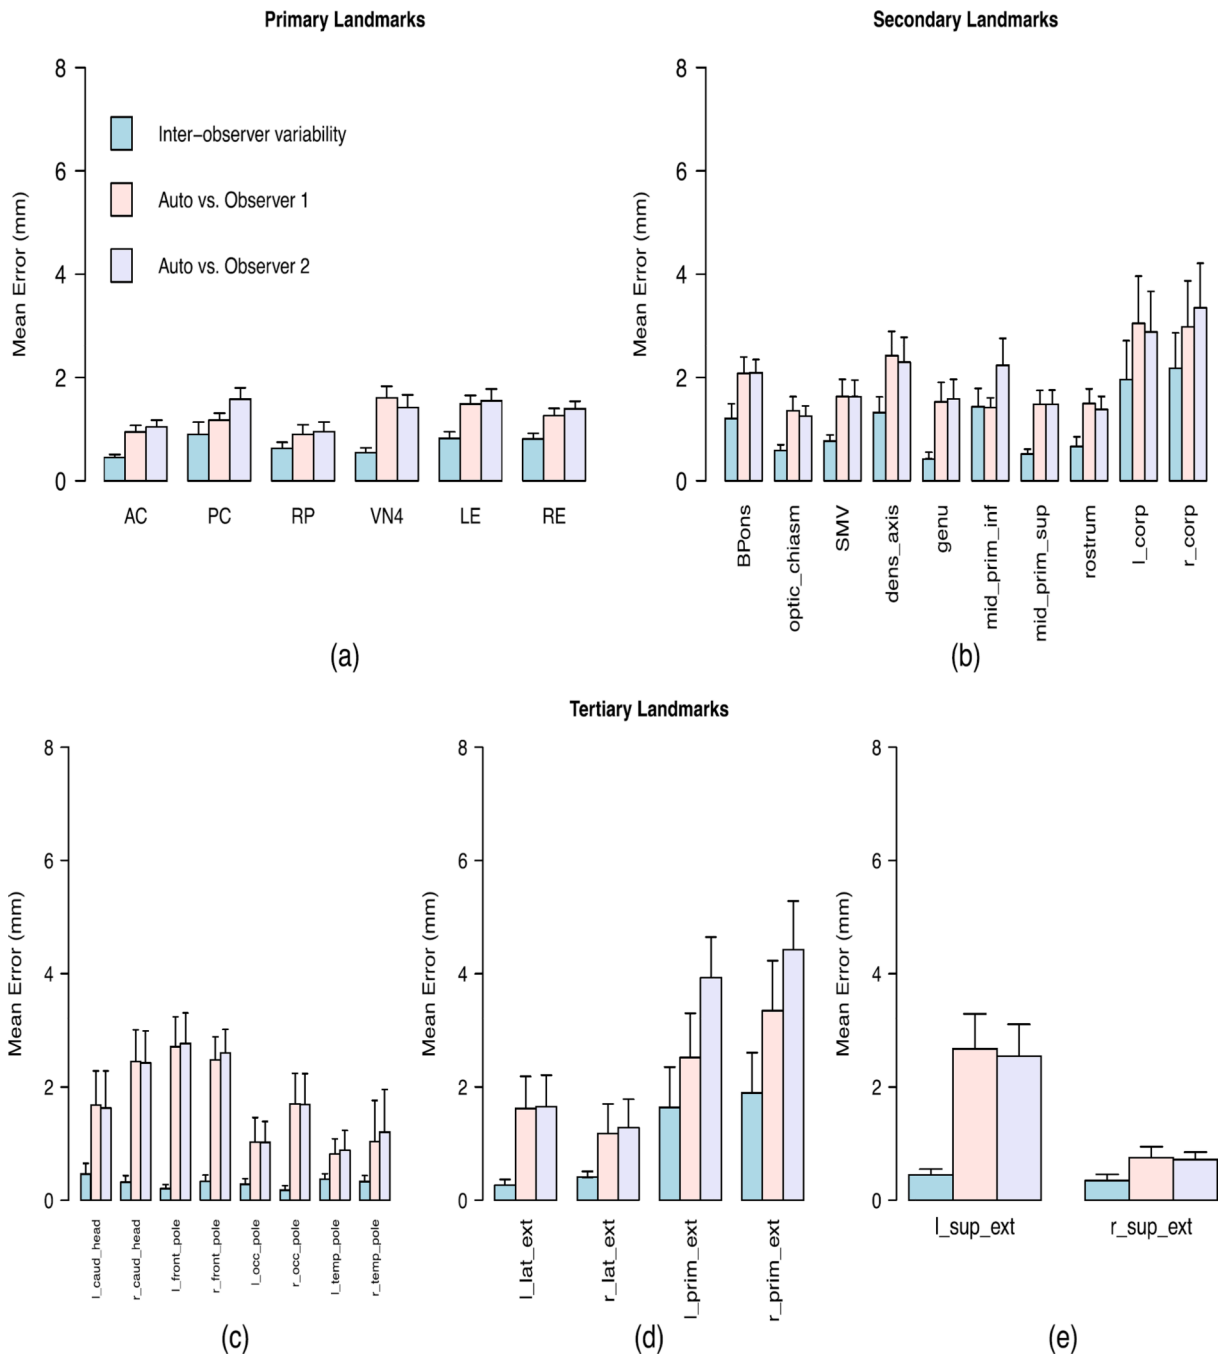 Primary Landmarks
Mean Error (mm)
8
6
4
2
0
Inter-observer variability
Auto vs. Observer 1
Auto vs. Observer 2
AC PC RP VN4 LE RE
(a)
Secondary Landmarks
Mean Error (mm)
8
6
4
2
0
BPons
optic_chiasm
SMV
dens_axis
genu
mid_prim_inf
mid_prim_sup
rostrum
l_corp
r_corp
(b)
Tertiary Landmarks
Mean Error (mm)
8
6
4
2
0
l_caud_head
r_caud_head
l_front_pole
r_front_pole
l_occ_pole
r_occ_pole
l_temp_pole
r_temp_pole
(c)
Mean Error (mm)
8
6
4
2
0
l_lat_ext
r_lat_ext
l_prim_ext
r_prim_ext
(d)
Mean Error (mm)
8
6
4
2
0
l_sup_ext r_sup_ext
(e)